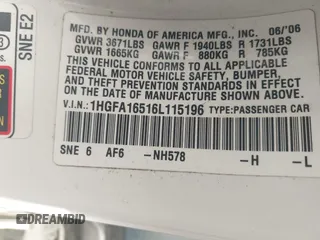 SNE E2
3
MFD. BY HONDA OF AMERICA MFG., INC. 06/'06
GVWR 3671LBS GAWR F 1940LBS R 1731LBS
GVWR 1665KG GAWR F 880KG R 785KG
THIS VEHICLE CONFORMS TO ALL APPLICABLE
FEDERAL MOTOR VEHICLE SAFETY, BUMPER,
AND THEFT PREVENTION STANDARDS IN EFFECT
ON THE DATE OF MANUFACTURE SHOWN ABOVE.
V.I.N.: 1HGFA16516L115196 TYPE:PASSENGER CAR
SNE 6 AF6 -NH578 -H -L
DREAMBID